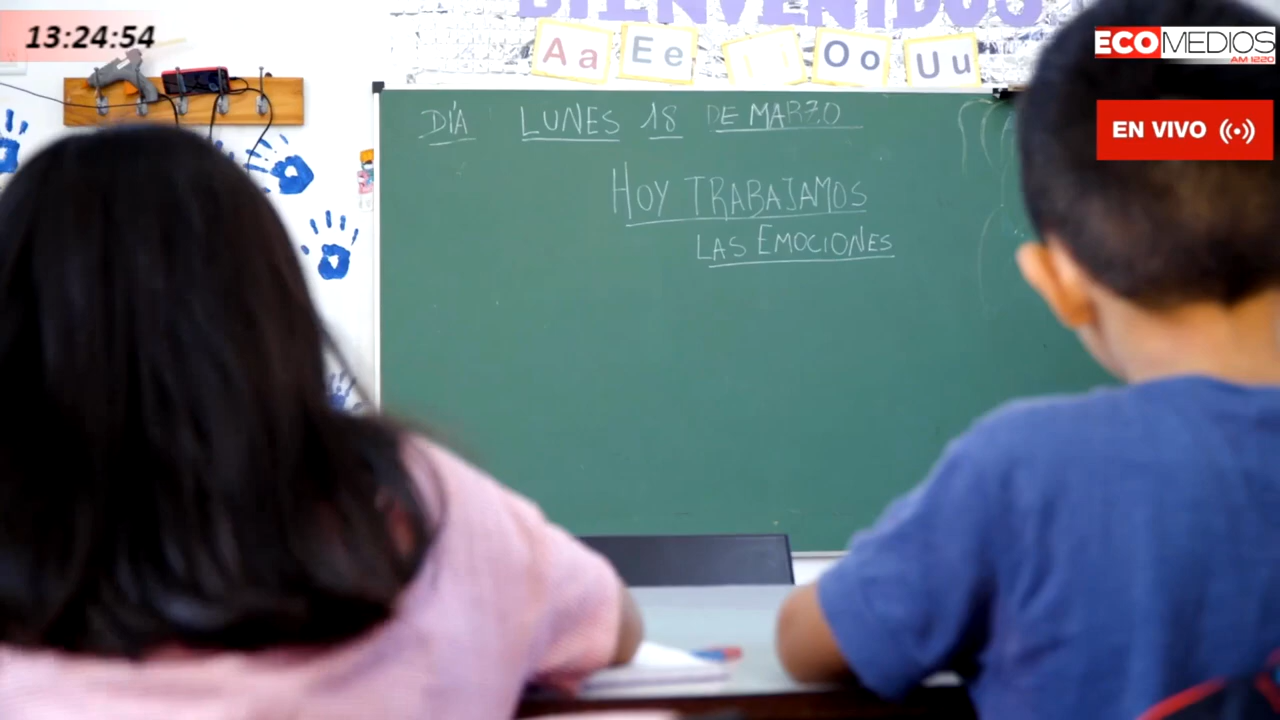 13:24:54
BIENVENIDOS
ECOMEDIOS
AM 1220
EN VIVO
Aa Ee Oo Uu
DÍA LUNES 18 DE MARZO
HOY TRABAJAMOS
LAS EMOCIONES